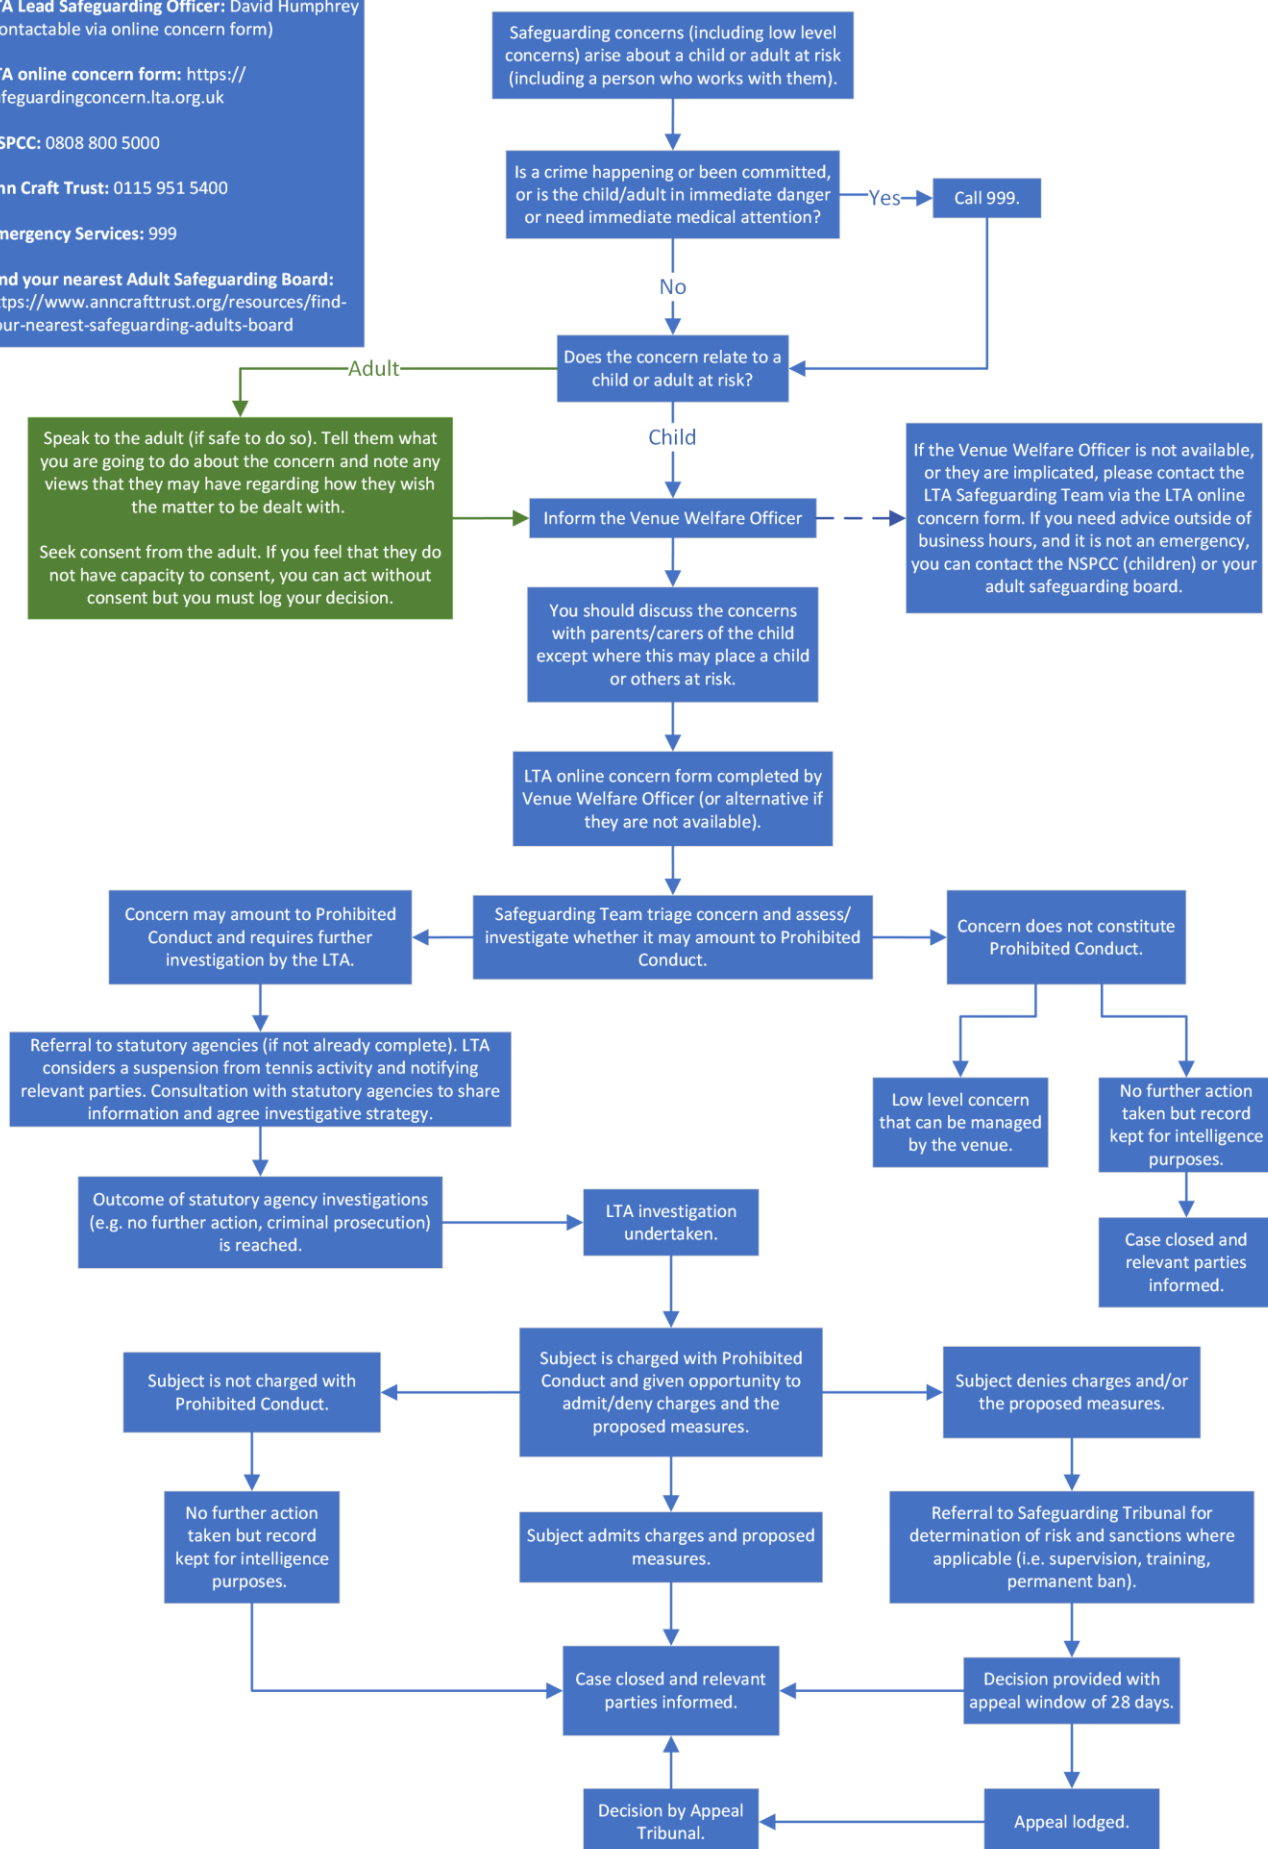 TA Lead Safeguarding Officer: David Humphrey
ontactable via online concern form)
TA online concern form: https://
afeguardingconcern.lta.org.uk
SPCC: 0808 800 5000
nn Craft Trust: 0115 951 5400
mergency Services: 999
nd your nearest Adult Safeguarding Board:
ttps://www.anncrafttrust.org/resources/find-
our-nearest-safeguarding-adults-board
Safeguarding concerns (including low level
concerns) arise about a child or adult at risk
(including a person who works with them).
Is a crime happening or been committed,
or is the child/adult in immediate danger
or need immediate medical attention?
Yes
Call 999.
No
Does the concern relate to a
child or adult at risk?
Adult
Child
Speak to the adult (if safe to do so). Tell them what
you are going to do about the concern and note any
views that they may have regarding how they wish
the matter to be dealt with.
Seek consent from the adult. If you feel that they do
not have capacity to consent, you can act without
consent but you must log your decision.
Inform the Venue Welfare Officer
If the Venue Welfare Officer is not available,
or they are implicated, please contact the
LTA Safeguarding Team via the LTA online
concern form. If you need advice outside of
business hours, and it is not an emergency,
you can contact the NSPCC (children) or your
adult safeguarding board.
You should discuss the concerns
with parents/carers of the child
except where this may place a child
or others at risk.
LTA online concern form completed by
Venue Welfare Officer (or alternative if
they are not available).
Concern may amount to Prohibited
Conduct and requires further
investigation by the LTA.
Safeguarding Team triage concern and assess/
investigate whether it may amount to Prohibited
Conduct.
Concern does not constitute
Prohibited Conduct.
Referral to statutory agencies (if not already complete). LTA
considers a suspension from tennis activity and notifying
relevant parties. Consultation with statutory agencies to share
information and agree investigative strategy.
Low level concern
that can be managed
by the venue.
No further action
taken but record
kept for intelligence
purposes.
Outcome of statutory agency investigations
(e.g. no further action, criminal prosecution)
is reached.
LTA investigation
undertaken.
Case closed and
relevant parties
informed.
Subject is not charged with
Prohibited Conduct.
Subject is charged with Prohibited
Conduct and given opportunity to
admit/deny charges and the
proposed measures.
Subject denies charges and/or
the proposed measures.
No further action
taken but record
kept for intelligence
purposes.
Subject admits charges and proposed
measures.
Referral to Safeguarding Tribunal for
determination of risk and sanctions where
applicable (i.e. supervision, training,
permanent ban).
Case closed and relevant
parties informed.
Decision provided with
appeal window of 28 days.
Decision by Appeal
Tribunal.
Appeal lodged.